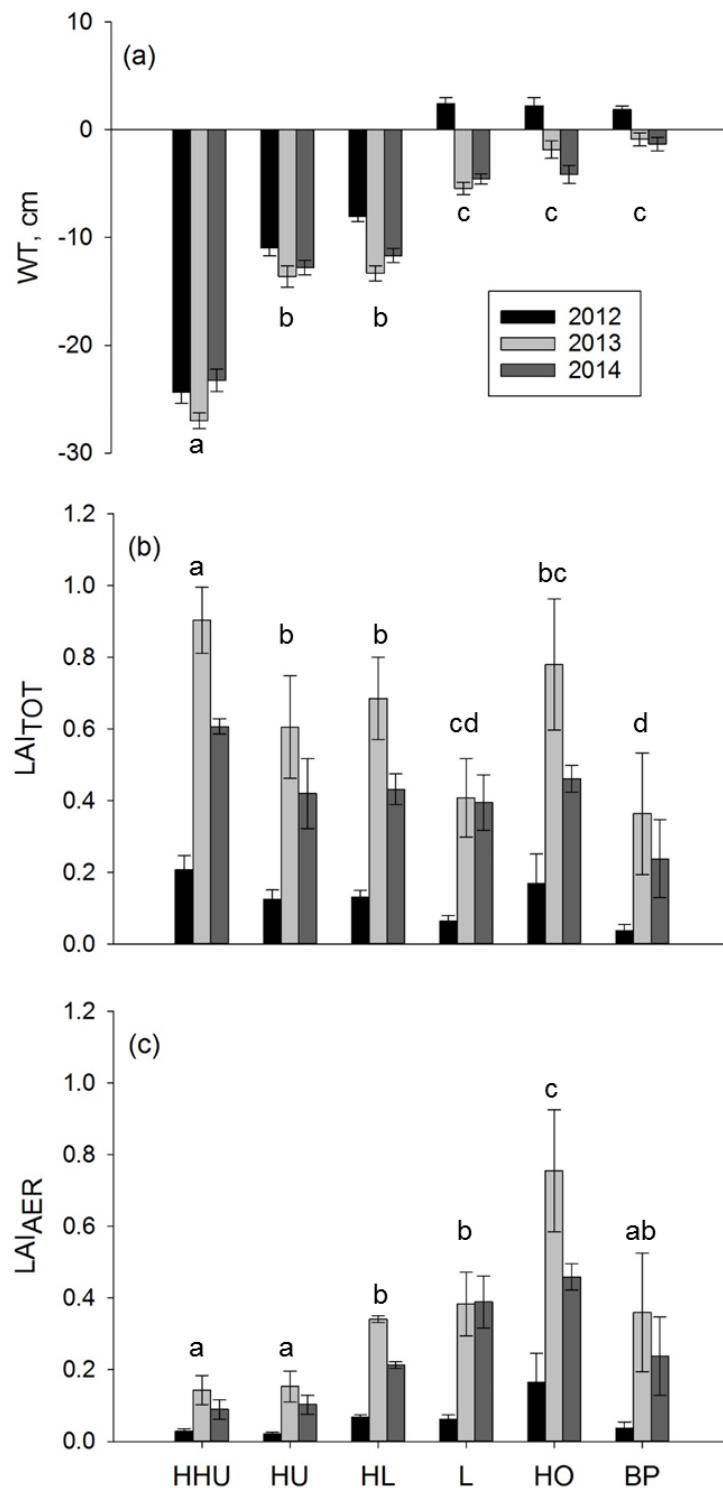 (a)
10
0
-10
-20
-30
WT, cm
c c c
b b
a
2012
2013
2014
(b)
1.2
1.0
0.8
0.6
0.4
0.2
0.0
LAITOT
a
b
b
cd
bc
d
(c)
1.2
1.0
0.8
0.6
0.4
0.2
0.0
LAIAER
a
a
b
b
c
ab
HHU HU HL L HO BP